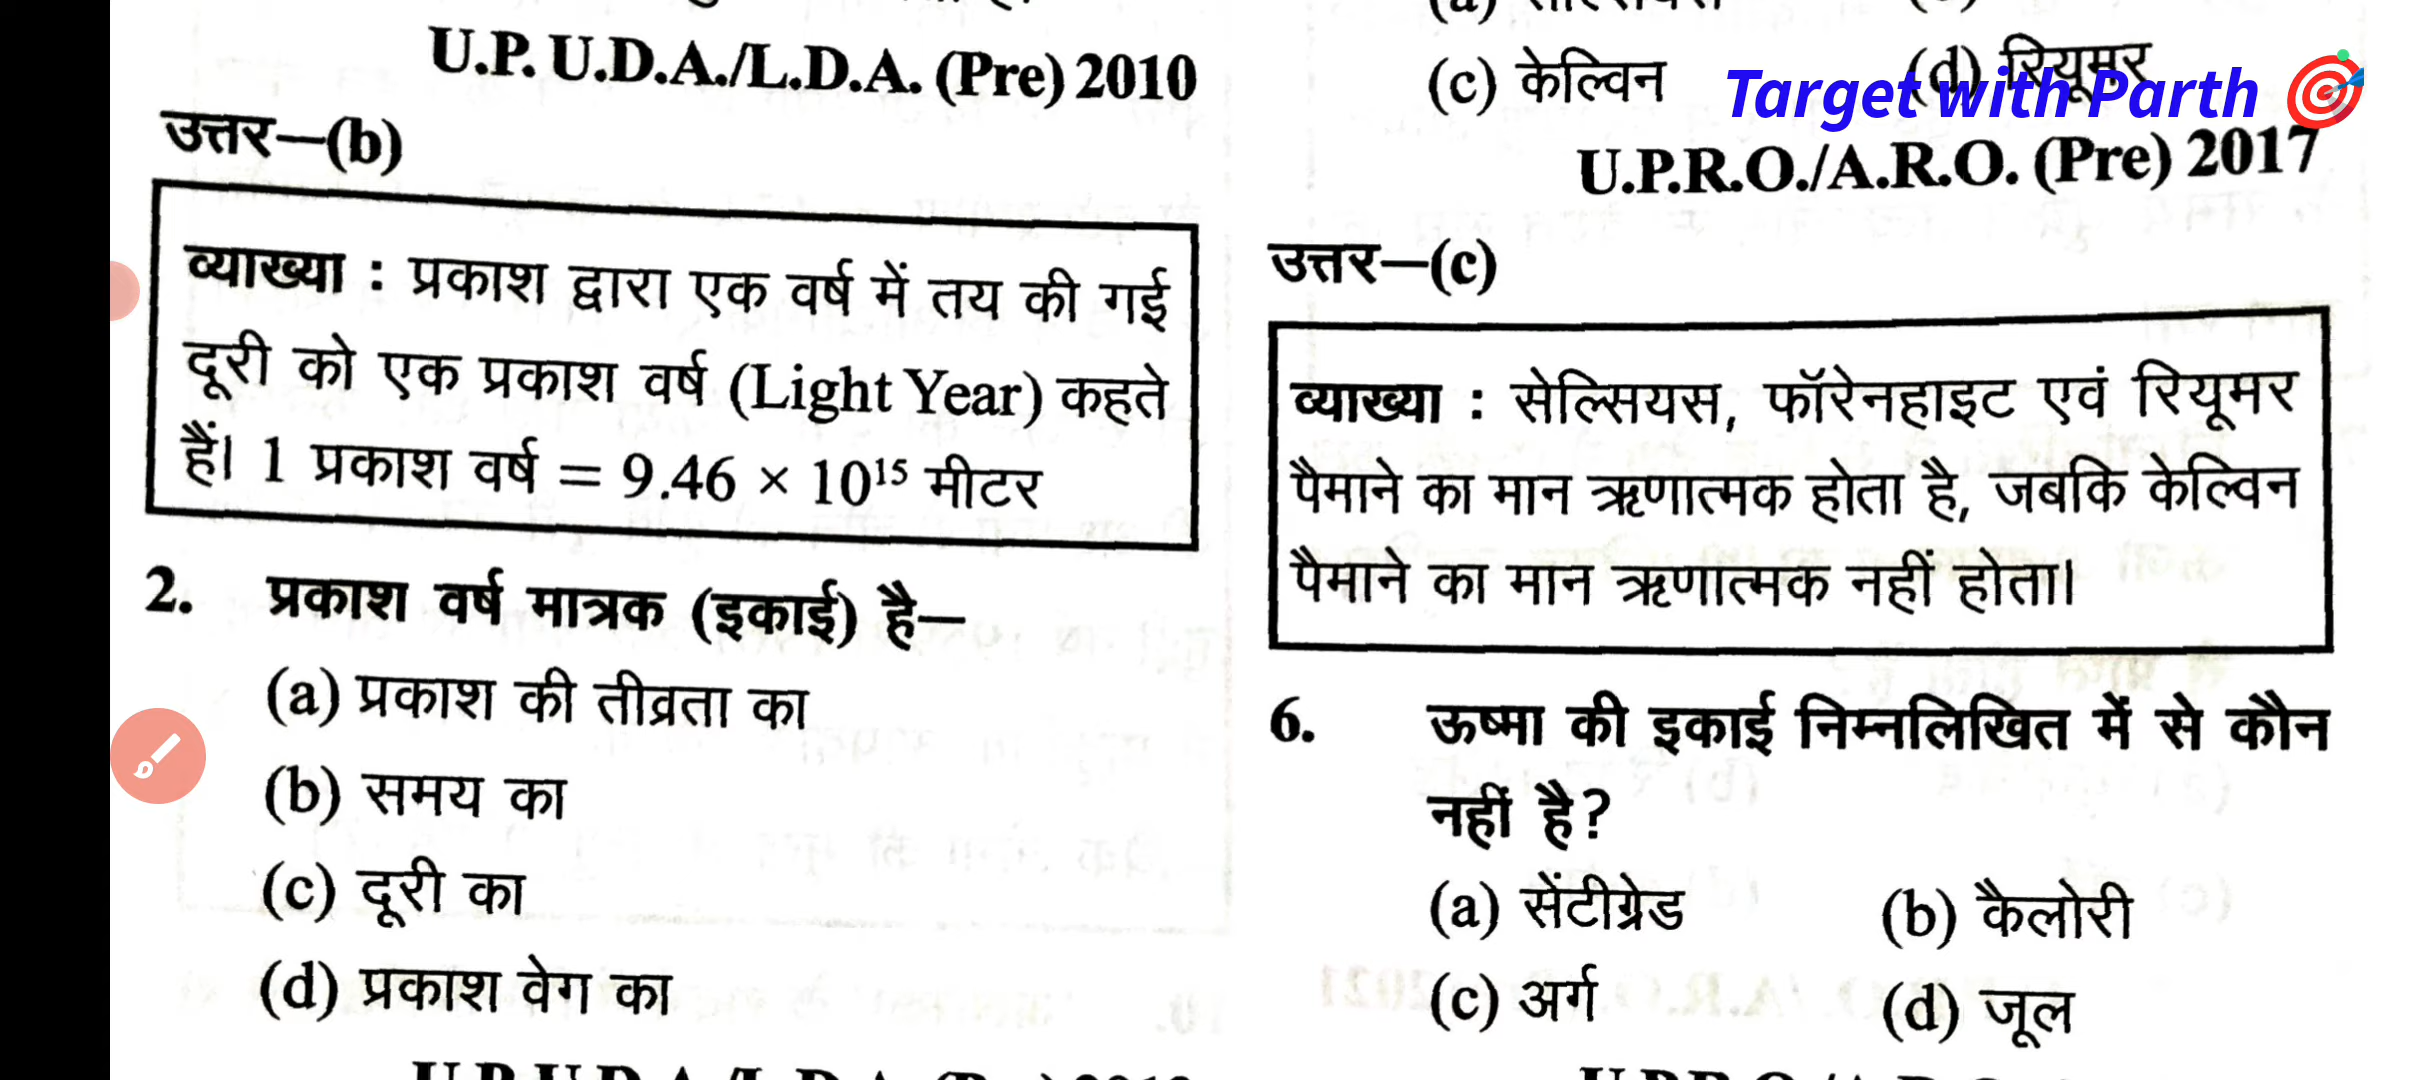 U.P. U.D.A./L.D.A. (Pre) 2010
उत्तर—(b)
व्याख्या : प्रकाश द्वारा एक वर्ष में तय की गई
दूरी को एक प्रकाश वर्ष (Light Year) कहते
हैं। 1 प्रकाश वर्ष = 9.46 × 10¹⁵ मीटर
2. प्रकाश वर्ष मात्रक (इकाई) है—
(a) प्रकाश की तीव्रता का
(b) समय का
(c) दूरी का
(d) प्रकाश वेग का
(c) केल्विन (d) रियूमर
Target with Parth
U.P.R.O./A.R.O. (Pre) 2017
उत्तर—(c)
व्याख्या : सेल्सियस, फॉरेनहाइट एवं रियूमर
पैमाने का मान ऋणात्मक होता है, जबकि केल्विन
पैमाने का मान ऋणात्मक नहीं होता।
6. ऊष्मा की इकाई निम्नलिखित में से कौन
नहीं है?
(a) सेंटीग्रेड (b) कैलोरी
(c) अर्ग (d) जूल